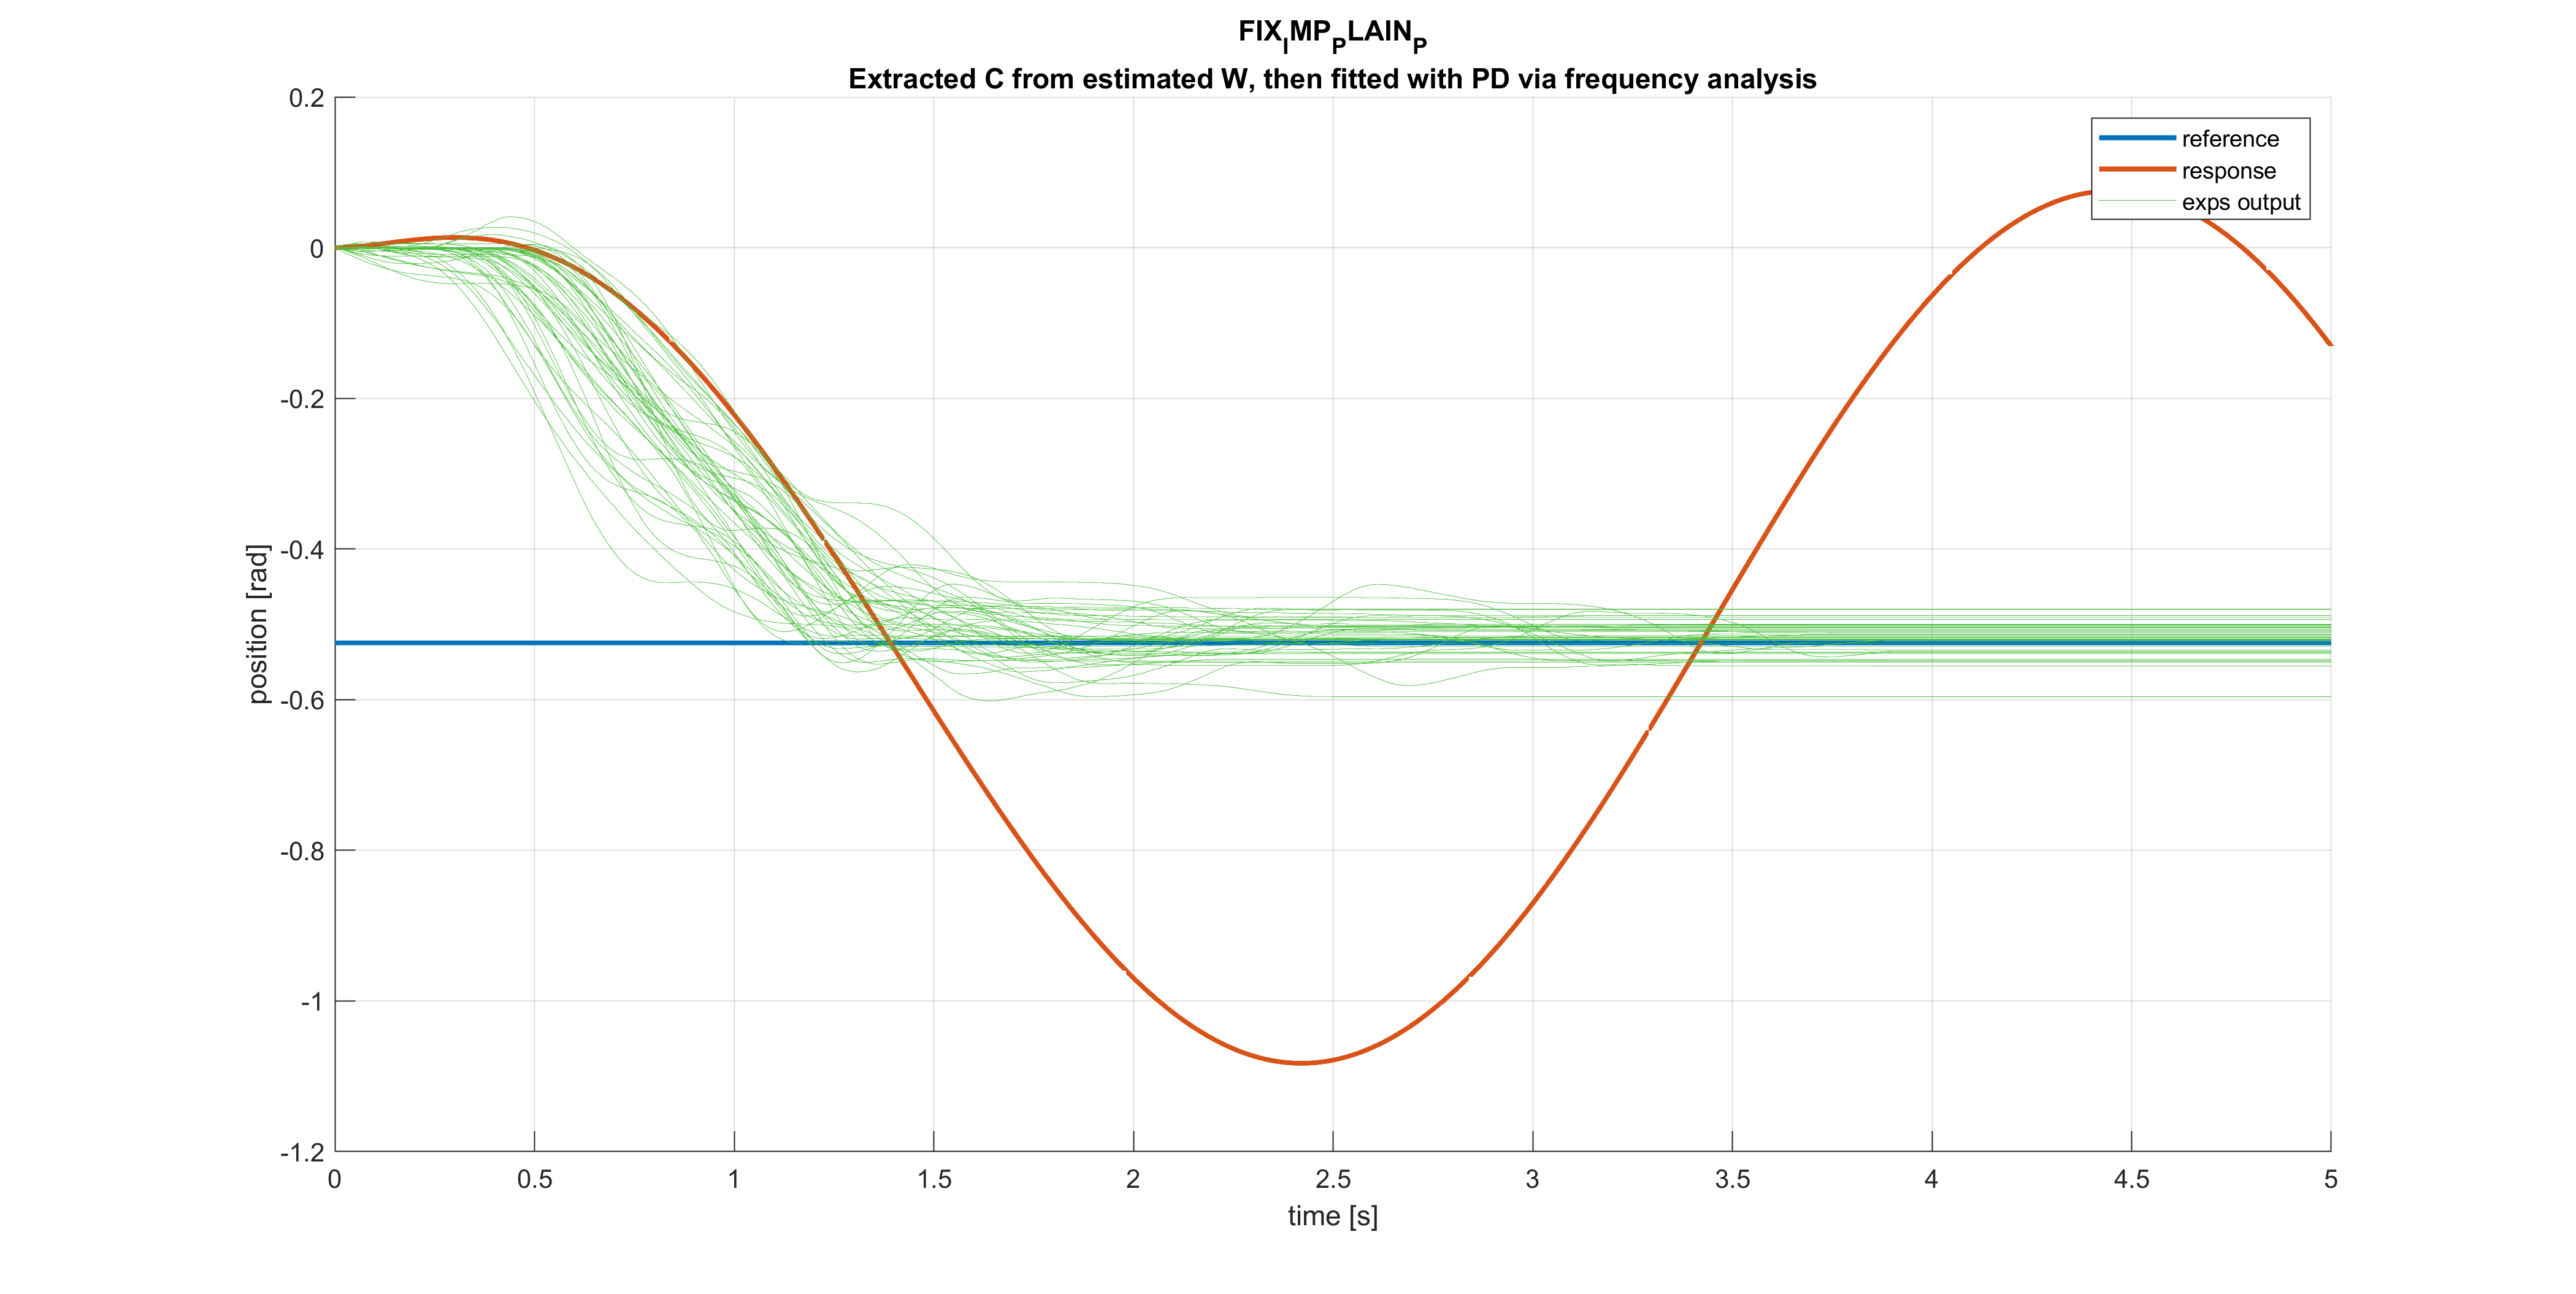 FIX_IMP_PLAIN_P
Extracted C from estimated W, then fitted with PD via frequency analysis
0.2
0
-0.2
-0.4
-0.6
-0.8
-1
-1.2
position [rad]
reference
response
exps output
0 0.5 1 1.5 2 2.5 3 3.5 4 4.5 5
time [s]